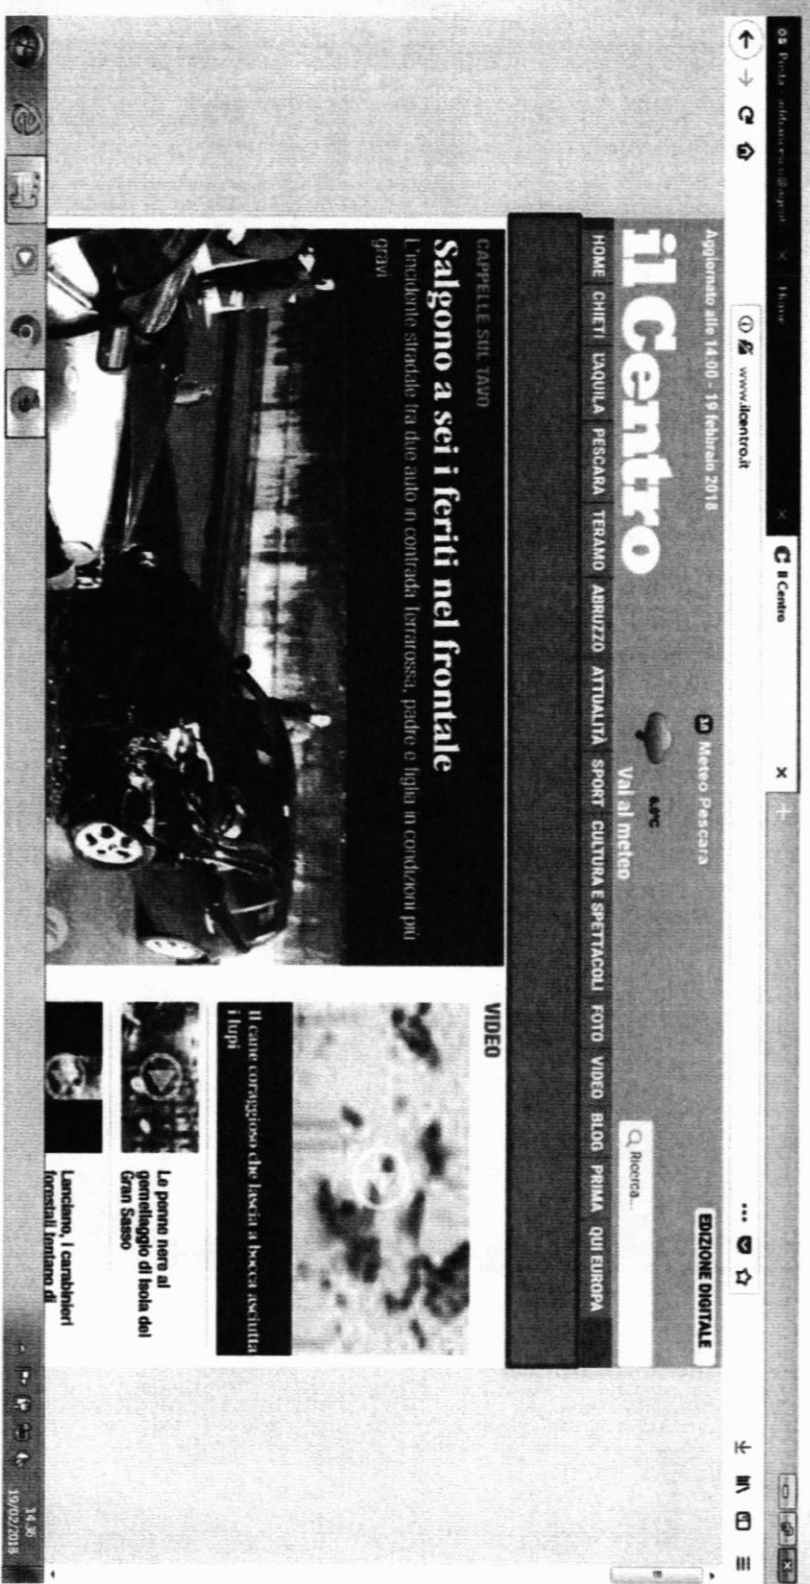 Home
Il Centro
www.ilcentro.it
Aggiornato alle 14:00 - 19 febbraio 2018
Meteo Pescara
EDIZIONE DIGITALE
il Centro
6.0°C
Vai al meteo
Ricerca...
HOME CHIETI L'AQUILA PESCARA TERAMO ABRUZZO ATTUALITÀ SPORT CULTURA E SPETTACOLI FOTO VIDEO BLOG PRIMA QUI EUROPA
CAPPELLE SUL TAVO
Salgono a sei i feriti nel frontale
L'incidente stradale tra due auto in contrada Terrarossa, padre e figlia in condizioni più
gravi
VIDEO
Il cane coraggioso che lascia a bocca asciutta
i lupi
Le penne nere al
gemellaggio di Isola del
Gran Sasso
Lanciano, i carabinieri
forestali tentano di
14.36
19/02/2018